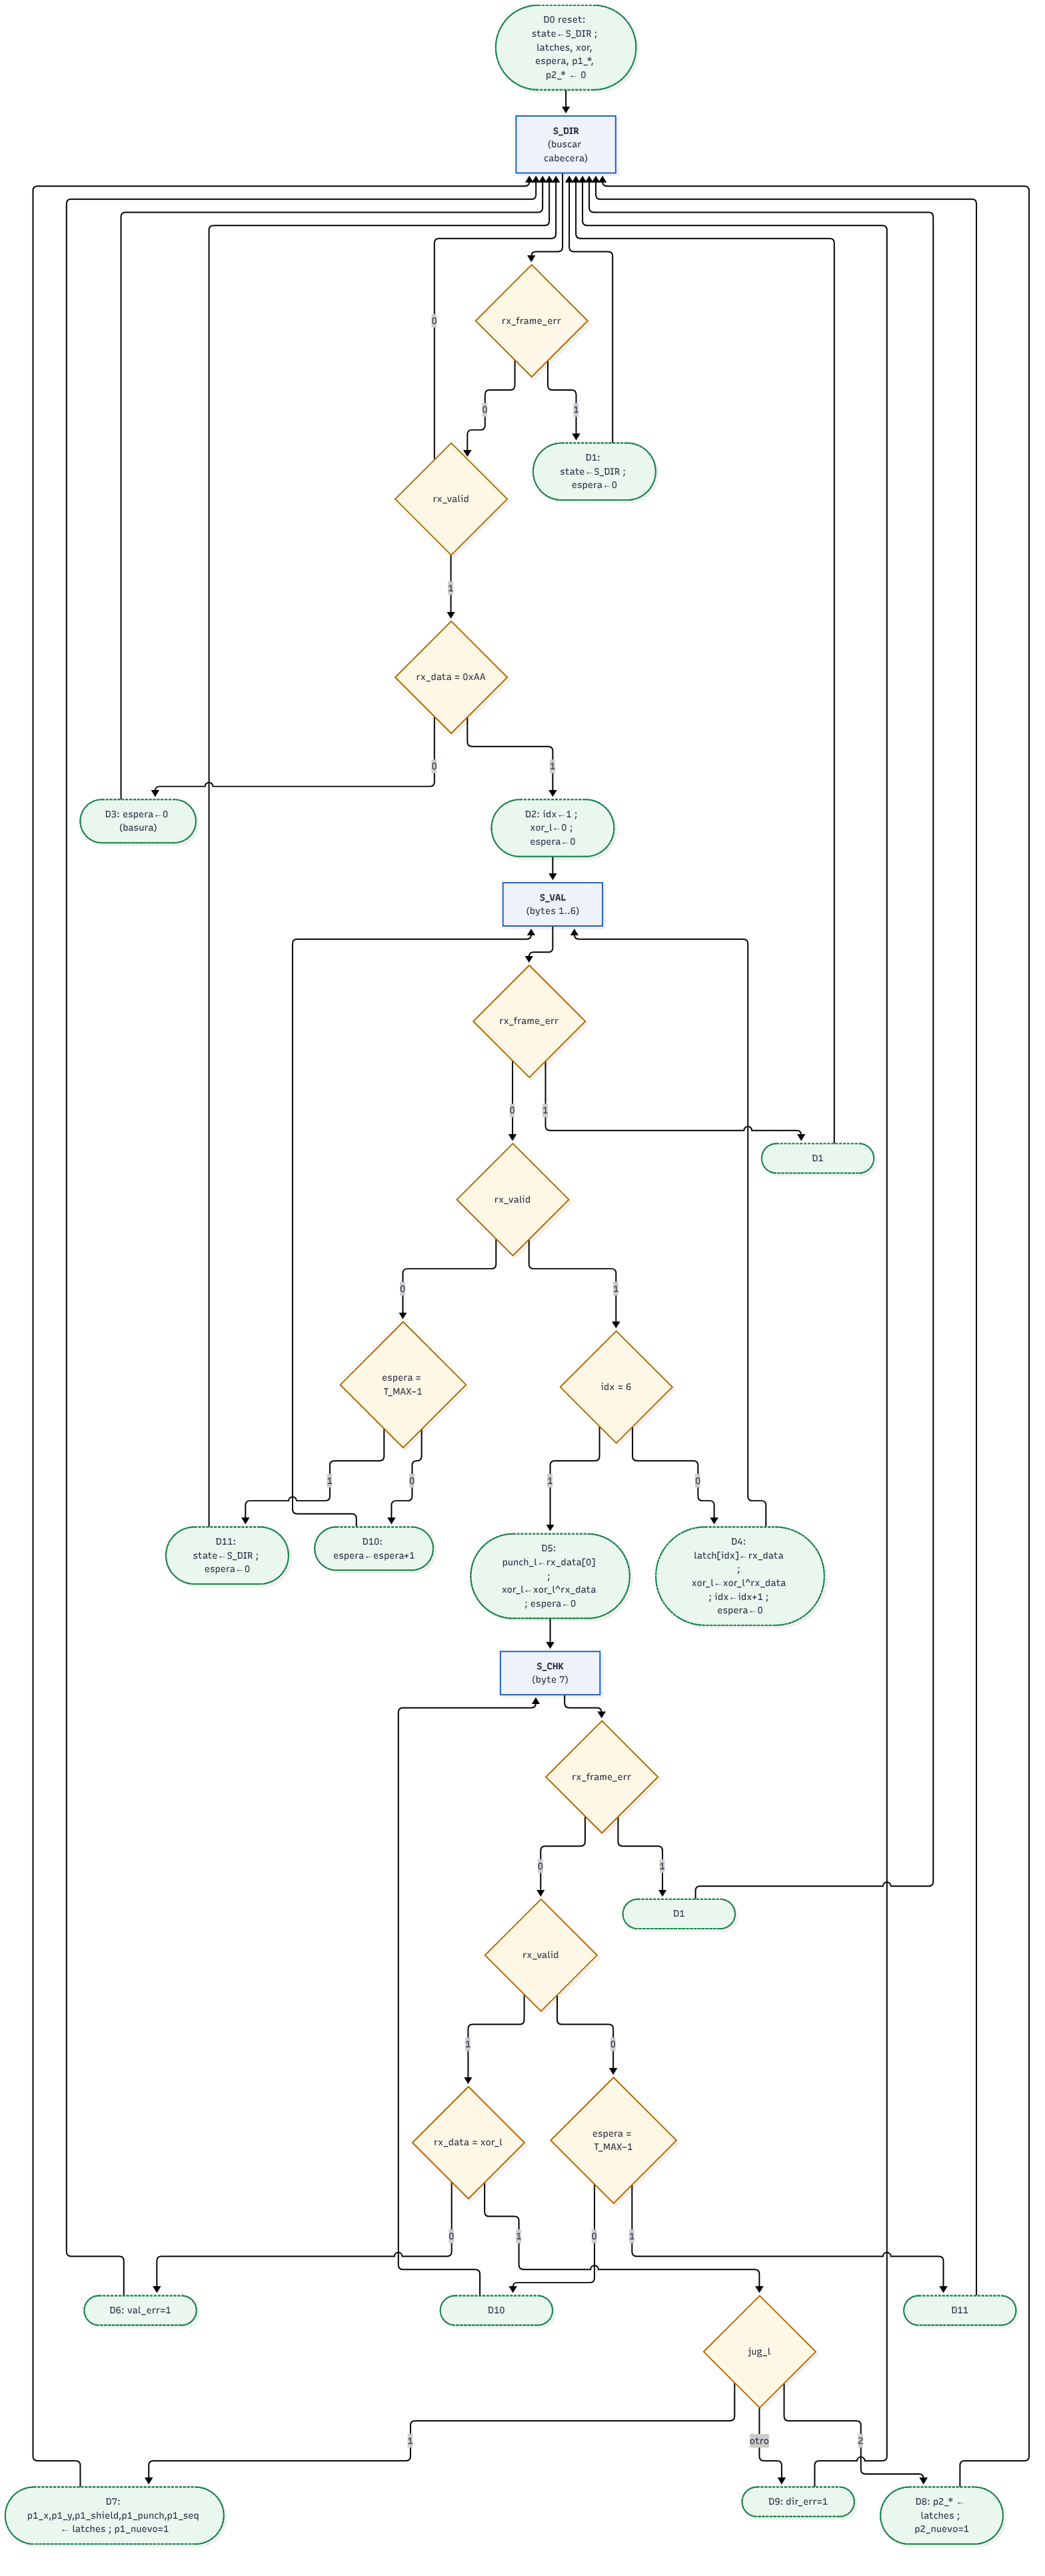 D0 reset:
state←S_DIR ;
latches, xor,
espera, p1_*,
p2_* ← 0
S_DIR
(buscar
cabecera)
rx_frame_err
0
0
1
D1:
state←S_DIR ;
espera←0
rx_valid
1
rx_data = 0xAA
0
1
D3: espera←0
(basura)
D2: idx←1 ;
xor_l←0 ;
espera←0
S_VAL
(bytes 1..6)
rx_frame_err
0
1
D1
rx_valid
0
1
espera =
T_MAX−1
idx = 6
1
0
1
0
D11:
state←S_DIR ;
espera←0
D10:
espera←espera+1
D5:
punch_l←rx_data[0]
;
xor_l←xor_l^rx_data
; espera←0
D4:
latch[idx]←rx_data
;
xor_l←xor_l^rx_data
; idx←idx+1 ;
espera←0
S_CHK
(byte 7)
rx_frame_err
0
1
D1
rx_valid
1
0
rx_data = xor_l
espera =
T_MAX−1
0
1
0
1
D6: val_err=1
D10
D11
jug_l
1
otro
2
D7:
p1_x,p1_y,p1_shield,p1_punch,p1_seq
← latches ; p1_nuevo=1
D9: dir_err=1
D8: p2_* ←
latches ;
p2_nuevo=1